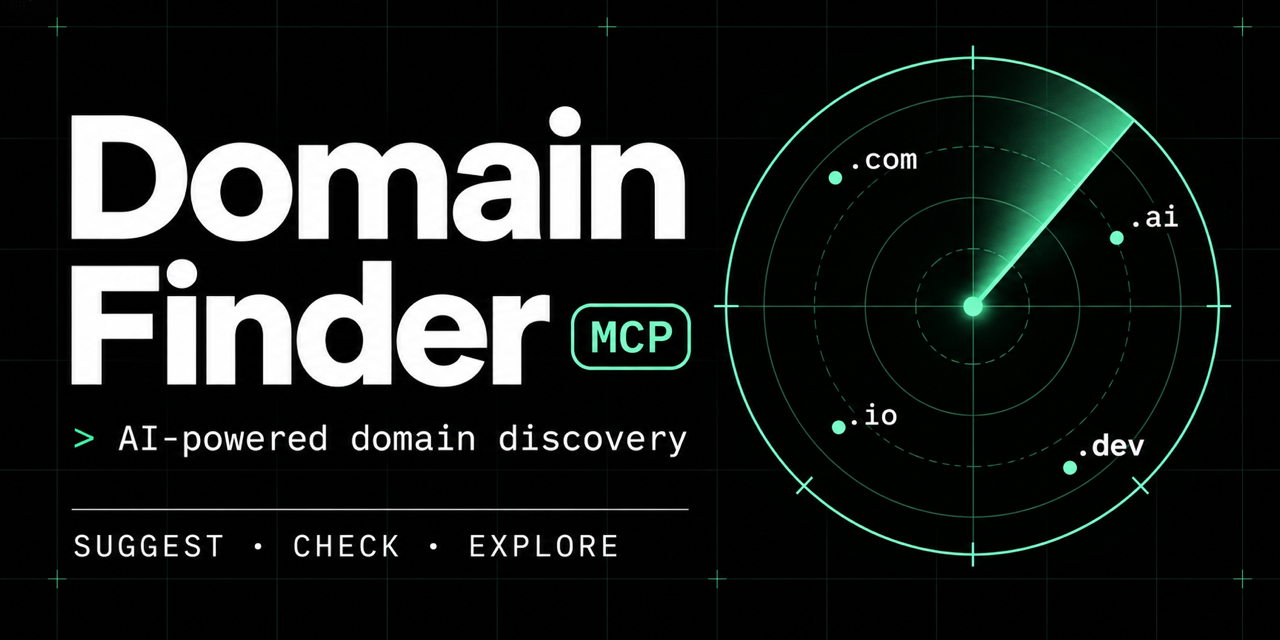 Domain
Finder MCP
> AI-powered domain discovery
SUGGEST · CHECK · EXPLORE
.com
.ai
.io
.dev